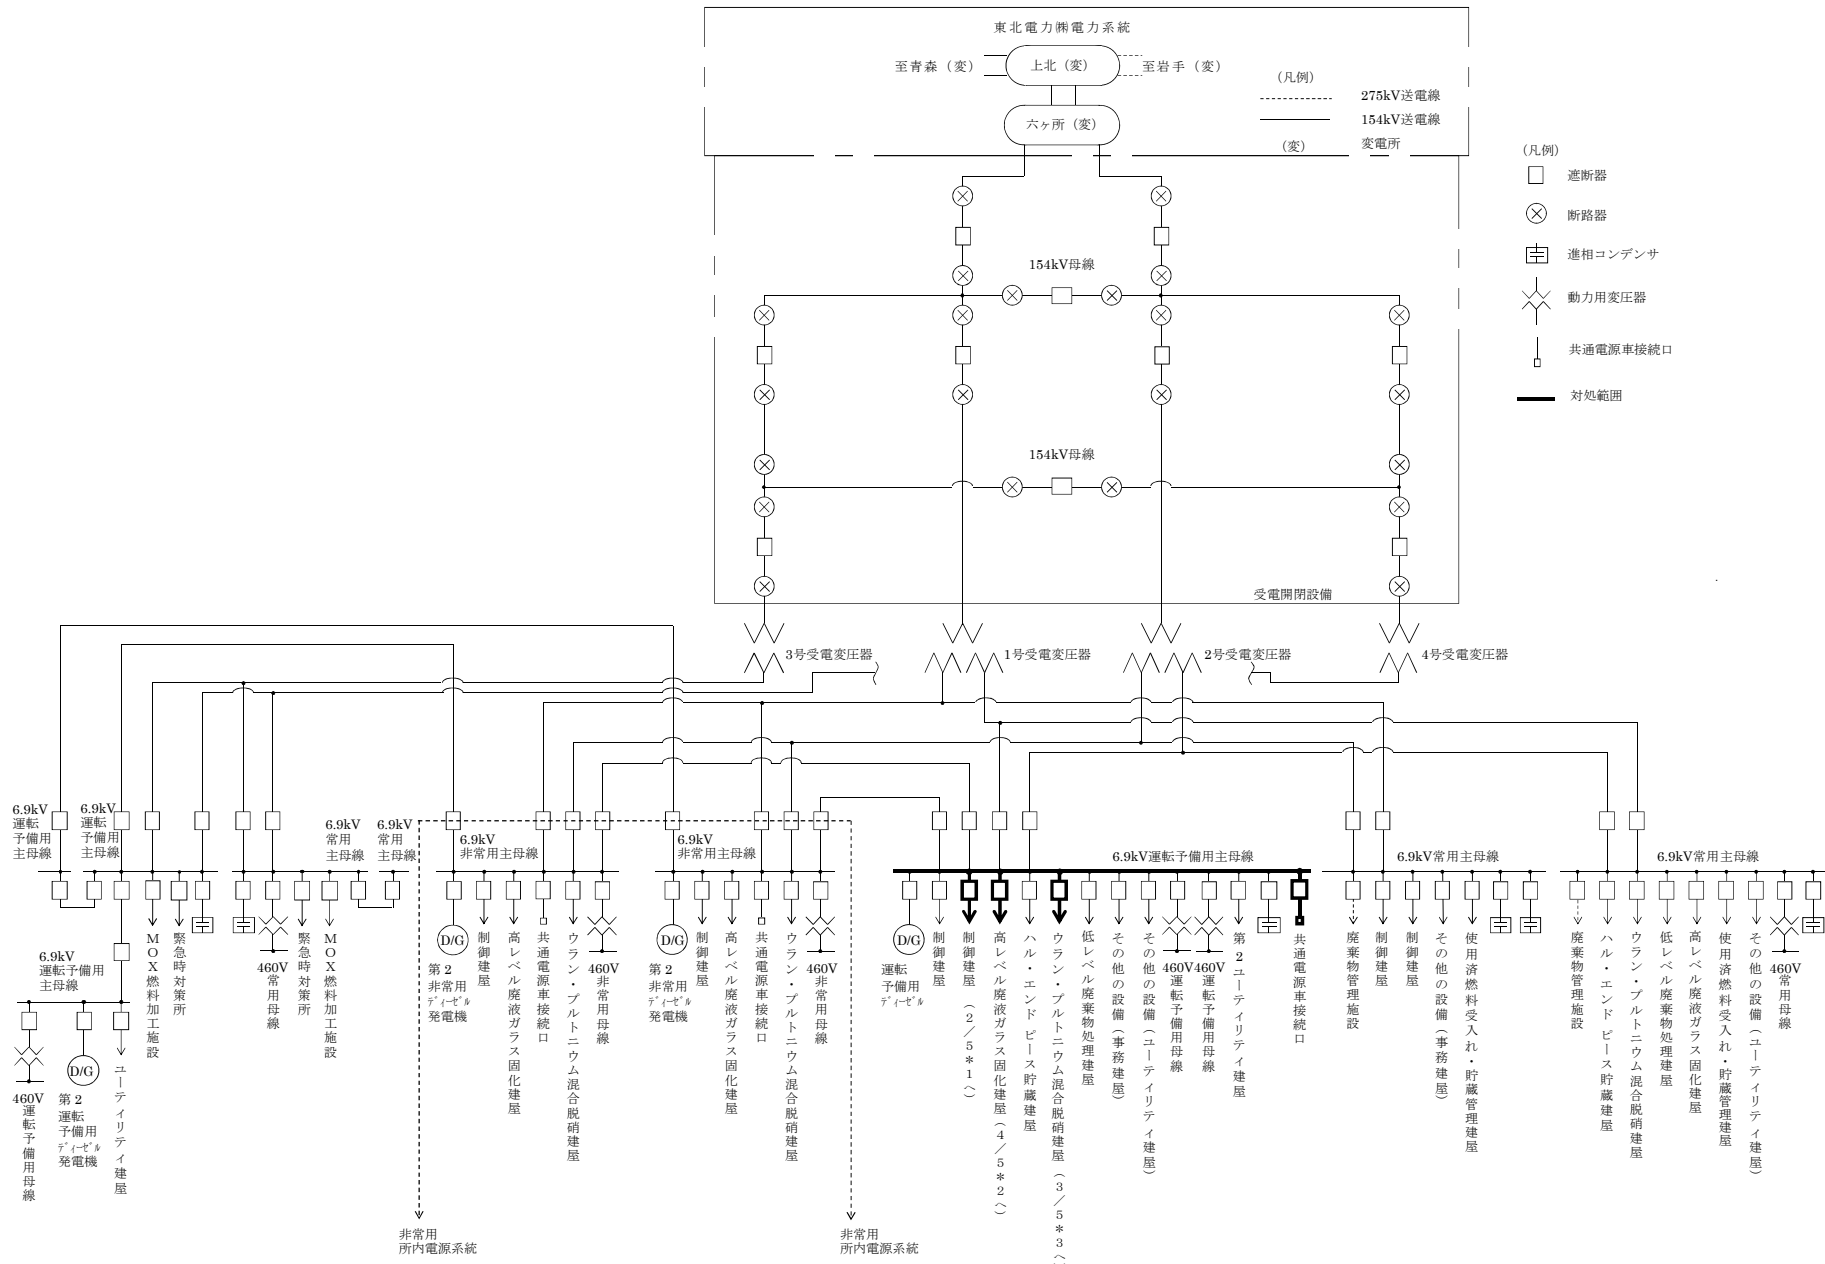 東北電力㈱電力系統
至青森（変）
上北（変）
至岩手（変）
六ヶ所（変）
（凡例）
275kV送電線
154kV送電線
（変）
変電所
（凡例）
遮断器
断路器
進相コンデンサ
動力用変圧器
共通電源車接続口
対処範囲
154kV母線
154kV母線
受電開閉設備
3号受電変圧器
1号受電変圧器
2号受電変圧器
4号受電変圧器
6.9kV
運転
予備用
主母線
6.9kV
運転
予備用
主母線
6.9kV
常用
主母線
6.9kV
常用
主母線
6.9kV
非常用主母線
6.9kV
非常用主母線
6.9kV運転予備用主母線
6.9kV常用主母線
6.9kV常用主母線
6.9kV
運転予備用
主母線
460V
運転予備用母線
D/G
第2
運転
予備用
ﾃﾞｨｰｾﾞﾙ
発電機
ユーティリティ建屋
MOX燃料加工施設
緊急時対策所
460V
常用母線
緊急時対策所
MOX燃料加工施設
D/G
第2
非常用
ﾃﾞｨｰｾﾞﾙ
発電機
制御建屋
高レベル廃液ガラス固化建屋
共通電源車接続口
ウラン・プルトニウム混合脱硝建屋
460V
非常用母線
D/G
第2
非常用
ﾃﾞｨｰｾﾞﾙ
発電機
制御建屋
高レベル廃液ガラス固化建屋
共通電源車接続口
ウラン・プルトニウム混合脱硝建屋
460V
非常用母線
D/G
運転
予備用
ﾃﾞｨｰｾﾞﾙ
制御建屋
制御建屋（2／5＊1へ）
高レベル廃液ガラス固化建屋（4／5＊2へ）
ハル・エンドピース貯蔵建屋
ウラン・プルトニウム混合脱硝建屋（3／5＊3へ
低レベル廃棄物処理建屋
その他の設備（事務建屋）
その他の設備（ユーティリティ建屋）
460V
運転予備用母線
460V
運転予備用母線
第2ユーティリティ建屋
共通電源車接続口
廃棄物管理施設
制御建屋
制御建屋
その他の設備（事務建屋）
使用済燃料受入れ・貯蔵管理建屋
廃棄物管理施設
ハル・エンドピース貯蔵建屋
ウラン・プルトニウム混合脱硝建屋
低レベル廃棄物処理建屋
高レベル廃液ガラス固化建屋
使用済燃料受入れ・貯蔵管理建屋
その他の設備（ユーティリティ建屋）
460V
常用母線
非常用
所内電源系統
非常用
所内電源系統